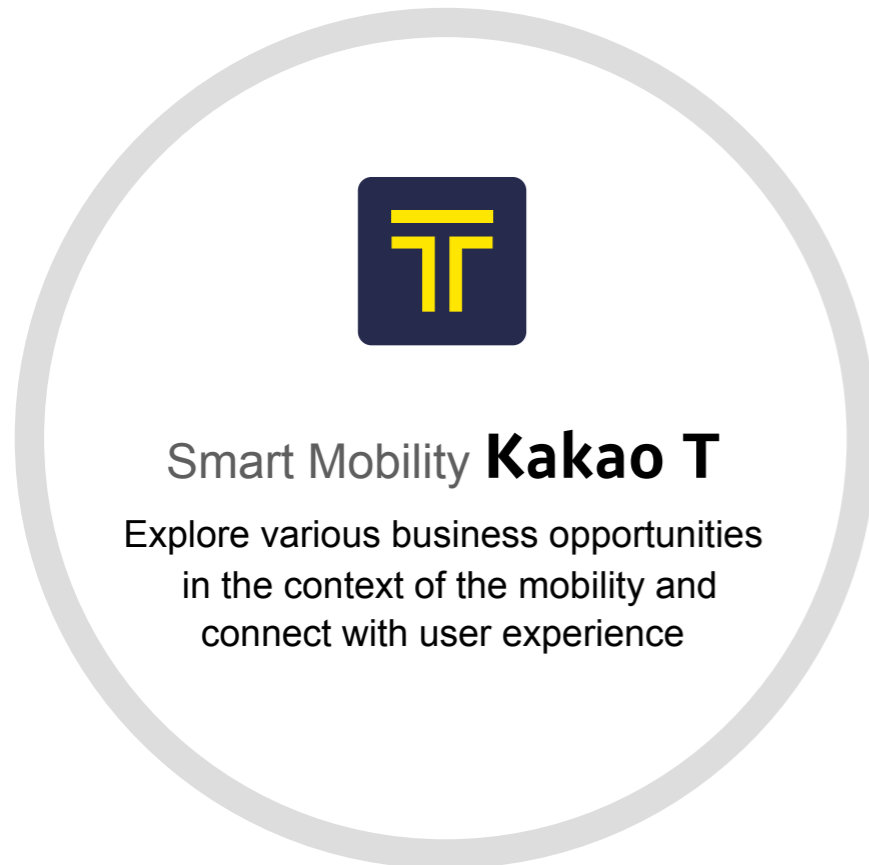 Smart Mobility Kakao T
Explore various business opportunities
in the context of the mobility and
connect with user experience